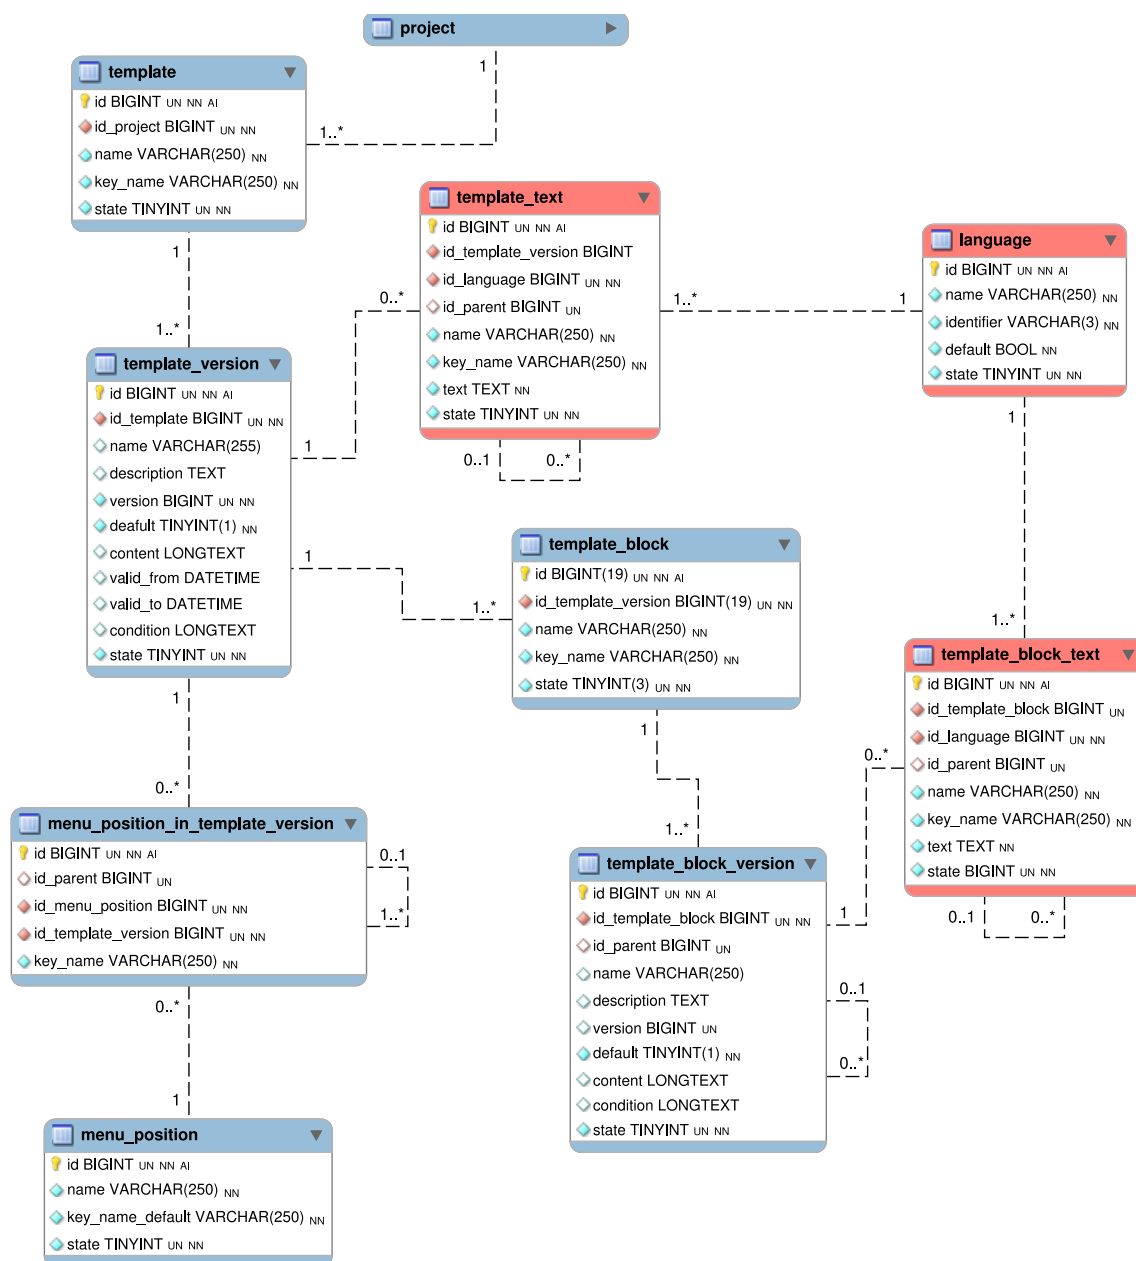 project
1
1..*
template
id BIGINT UN NN AI
id_project BIGINT UN NN
name VARCHAR(250) NN
key_name VARCHAR(250) NN
state TINYINT UN NN
1
1..*
template_text
id BIGINT UN NN AI
id_template_version BIGINT
id_language BIGINT UN NN
id_parent BIGINT UN
name VARCHAR(250) NN
key_name VARCHAR(250) NN
text TEXT NN
state TINYINT UN NN
0..*
1
0..1
0..*
1..*
1
language
id BIGINT UN NN AI
name VARCHAR(250) NN
identifier VARCHAR(3) NN
default BOOL NN
state TINYINT UN NN
1
1..*
template_version
id BIGINT UN NN AI
id_template BIGINT UN NN
name VARCHAR(255)
description TEXT
version BIGINT UN NN
deafult TINYINT(1) NN
content LONGTEXT
valid_from DATETIME
valid_to DATETIME
condition LONGTEXT
state TINYINT UN NN
1
1..*
template_block
id BIGINT(19) UN NN AI
id_template_version BIGINT(19) UN NN
name VARCHAR(250) NN
key_name VARCHAR(250) NN
state TINYINT(3) UN NN
1
1..*
template_block_text
id BIGINT UN NN AI
id_template_block BIGINT UN
id_language BIGINT UN NN
id_parent BIGINT UN
name VARCHAR(250) NN
key_name VARCHAR(250) NN
text TEXT NN
state BIGINT UN NN
0..*
1
0..1
0..*
1
0..*
menu_position_in_template_version
id BIGINT UN NN AI
id_parent BIGINT UN
id_menu_position BIGINT UN NN
id_template_version BIGINT UN NN
key_name VARCHAR(250) NN
0..1
1..*
template_block_version
id BIGINT UN NN AI
id_template_block BIGINT UN NN
id_parent BIGINT UN
name VARCHAR(250)
description TEXT
version BIGINT UN
default TINYINT(1) NN
content LONGTEXT
condition LONGTEXT
state TINYINT UN NN
0..1
0..*
0..*
1
menu_position
id BIGINT UN NN AI
name VARCHAR(250) NN
key_name_default VARCHAR(250) NN
state TINYINT UN NN